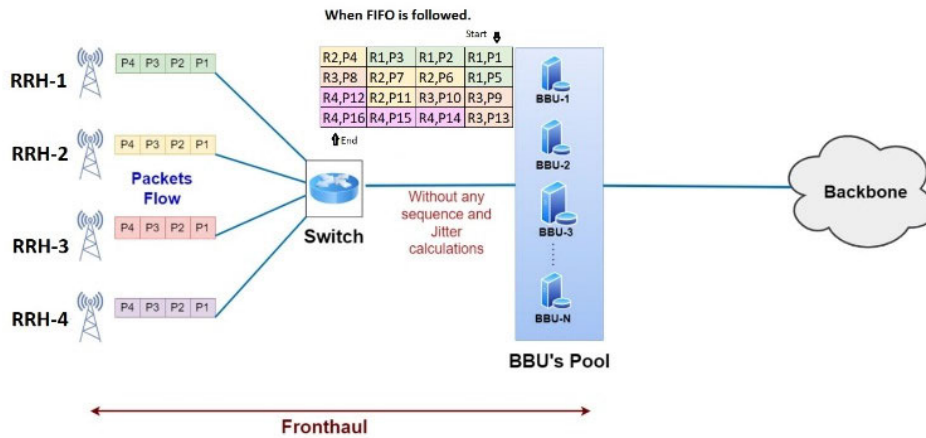 When FIFO is followed.
Start
R2,P4 R1,P3 R1,P2 R1,P1
R3,P8 R2,P7 R2,P6 R1,P5
R4,P12 R2,P11 R3,P10 R3,P9
R4,P16 R4,P15 R4,P14 R3,P13
End
RRH-1
P4 P3 P2 P1
RRH-2
P4 P3 P2 P1
Packets
Flow
RRH-3
P4 P3 P2 P1
RRH-4
P4 P3 P2 P1
Switch
Without any
sequence and
Jitter
calculations
BBU-1
BBU-2
BBU-3
BBU-N
BBU's Pool
Backbone
Fronthaul